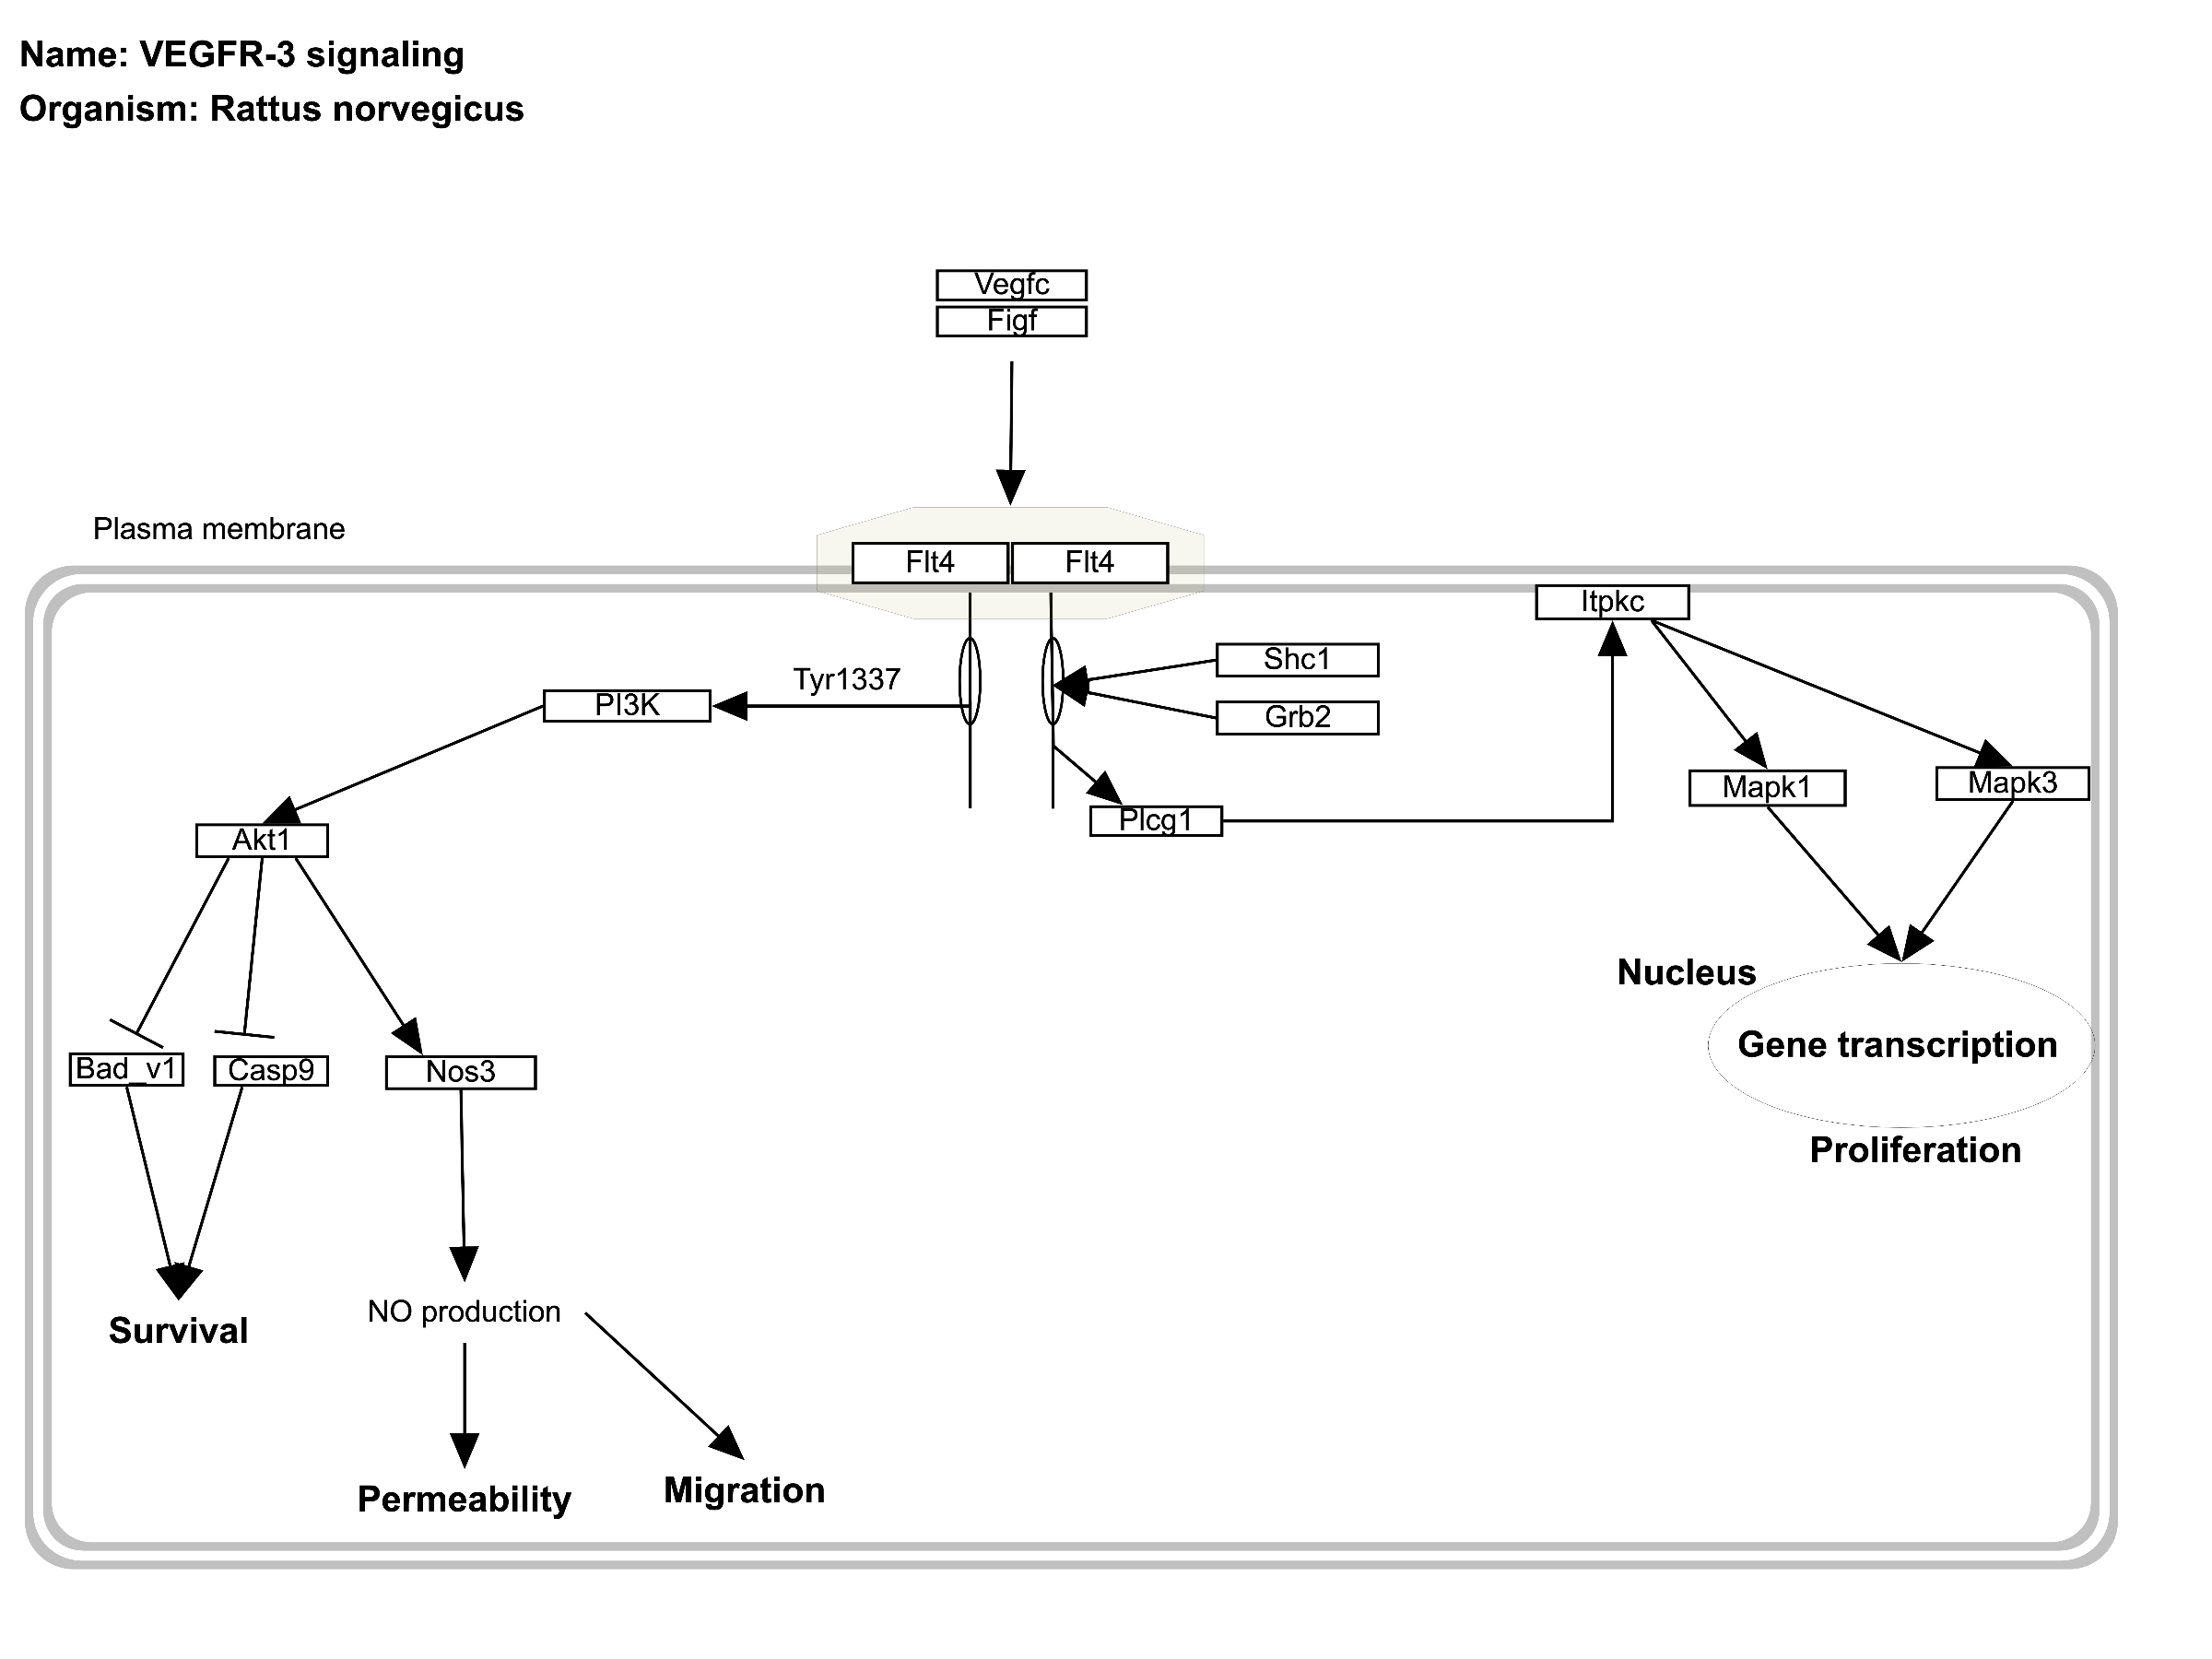 Name: VEGFR-3 signaling
Organism: Rattus norvegicus
Vegfc
Figf
Plasma membrane
Flt4
Flt4
Itpkc
Shc1
Tyr1337
PI3K
Grb2
Mapk1
Mapk3
Plcg1
Akt1
Nucleus
Gene transcription
Bad_v1
Casp9
Nos3
Proliferation
NO production
Survival
Permeability
Migration